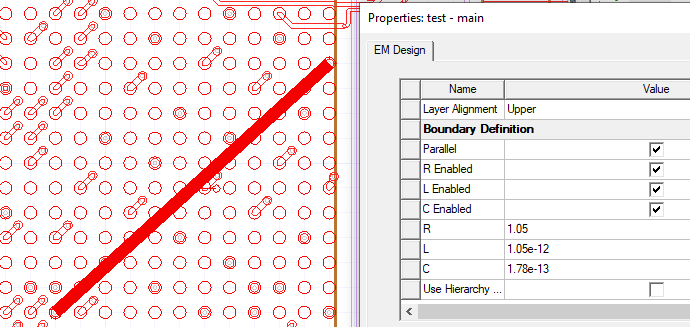 Properties: test - main
EM Design
Name Value
Layer Alignment Upper
Boundary Definition
Parallel
R Enabled
L Enabled
C Enabled
R 1.05
L 1.05e-12
C 1.78e-13
Use Hierarchy ...